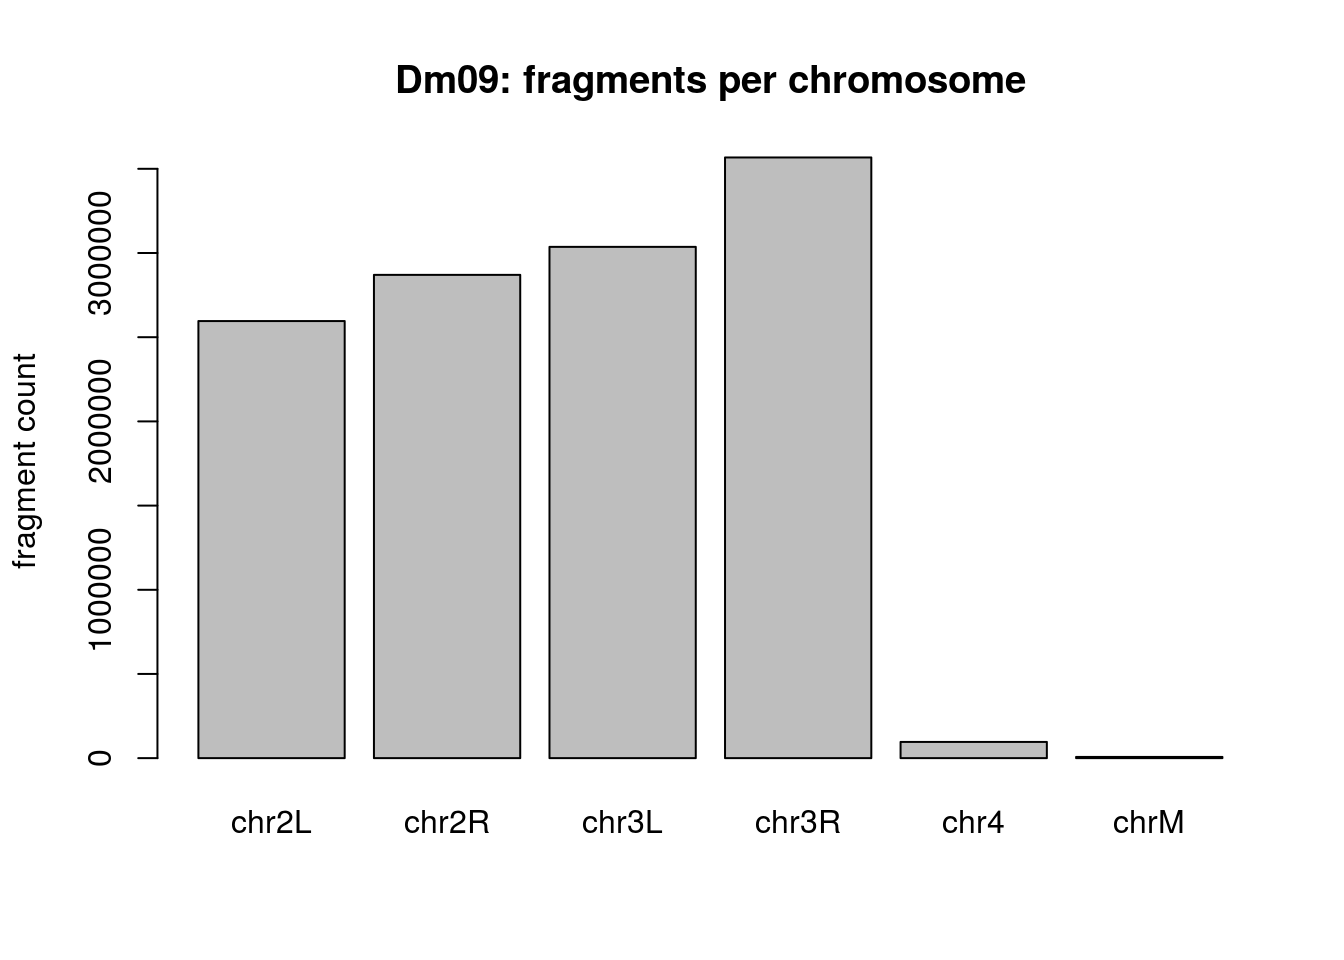 Dm09: fragments per chromosome
fragment count
3000000
2000000
1000000
0
chr2L chr2R chr3L chr3R chr4 chrM